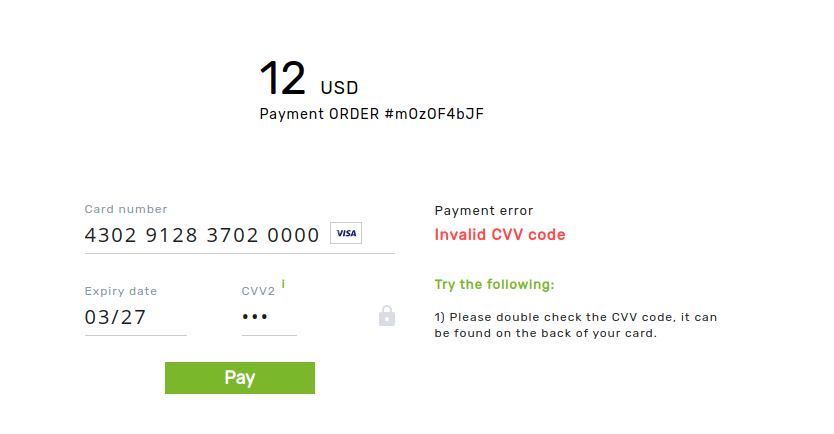 12 USD
Payment ORDER #mOzOF4bJF
Card number
4302 9128 3702 0000 VISA
Expiry date
03/27
CVV2 i
•••
Pay
Payment error
Invalid CVV code
Try the following:
1) Please double check the CVV code, it can
be found on the back of your card.